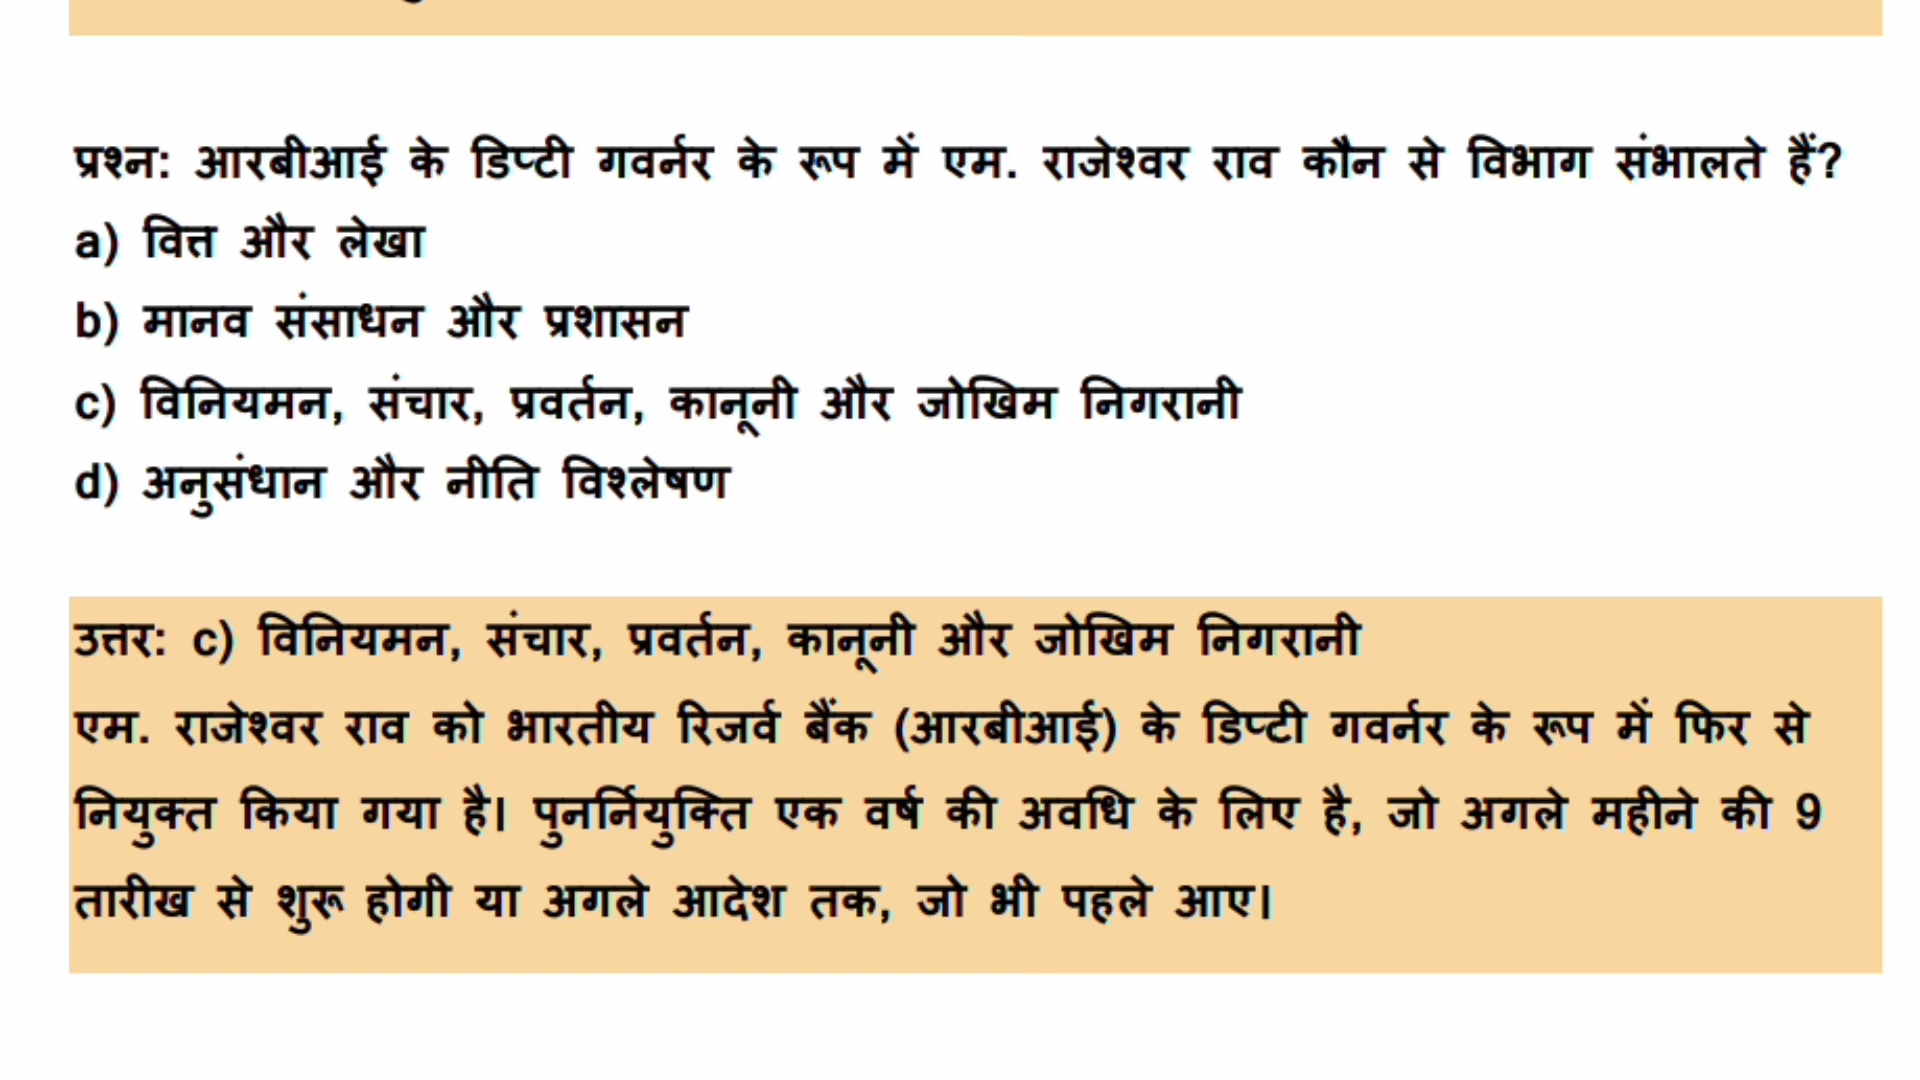 प्रश्न: आरबीआई के डिप्टी गवर्नर के रूप में एम. राजेश्वर राव कौन से विभाग संभालते हैं?
a) वित्त और लेखा
b) मानव संसाधन और प्रशासन
c) विनियमन, संचार, प्रवर्तन, कानूनी और जोखिम निगरानी
d) अनुसंधान और नीति विश्लेषण
उत्तर: c) विनियमन, संचार, प्रवर्तन, कानूनी और जोखिम निगरानी
एम. राजेश्वर राव को भारतीय रिजर्व बैंक (आरबीआई) के डिप्टी गवर्नर के रूप में फिर से
नियुक्त किया गया है। पुनर्नियुक्ति एक वर्ष की अवधि के लिए है, जो अगले महीने की 9
तारीख से शुरू होगी या अगले आदेश तक, जो भी पहले आए।